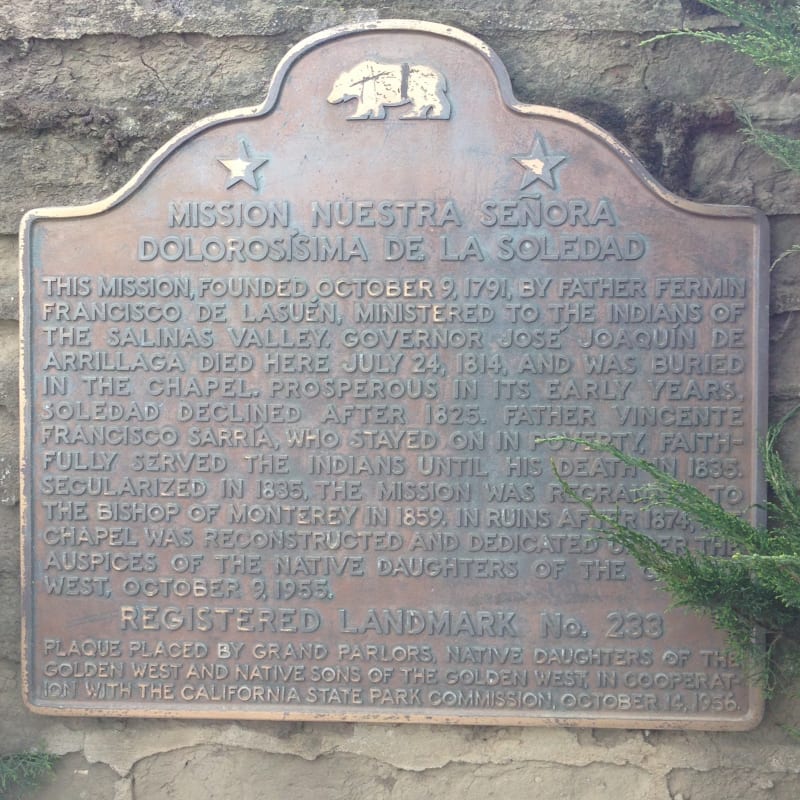 MISSION NUESTRA SEÑORA
DOLOROSÍSIMA DE LA SOLEDAD
THIS MISSION, FOUNDED OCTOBER 9, 1791, BY FATHER FERMIN
FRANCISCO DE LASUÉN, MINISTERED TO THE INDIANS OF
THE SALINAS VALLEY. GOVERNOR JOSÉ JOAQUÍN DE
ARRILLAGA DIED HERE JULY 24, 1814, AND WAS BURIED
IN THE CHAPEL. PROSPEROUS IN ITS EARLY YEARS,
SOLEDAD DECLINED AFTER 1825. FATHER VINCENTE
FRANCISCO SARRÍA, WHO STAYED ON IN POVERTY, FAITH-
FULLY SERVED THE INDIANS UNTIL HIS DEATH IN 1835.
SECULARIZED IN 1835, THE MISSION WAS REGRANTED TO
THE BISHOP OF MONTEREY IN 1859. IN RUINS AFTER 1874,
CHAPEL WAS RECONSTRUCTED AND DEDICATED UNDER THE
AUSPICES OF THE NATIVE DAUGHTERS OF THE
WEST, OCTOBER 9, 1955.
REGISTERED LANDMARK No. 233
PLAQUE PLACED BY GRAND PARLORS, NATIVE DAUGHTERS OF THE
GOLDEN WEST AND NATIVE SONS OF THE GOLDEN WEST, IN COOPERAT-
ION WITH THE CALIFORNIA STATE PARK COMMISSION, OCTOBER 14, 1956.